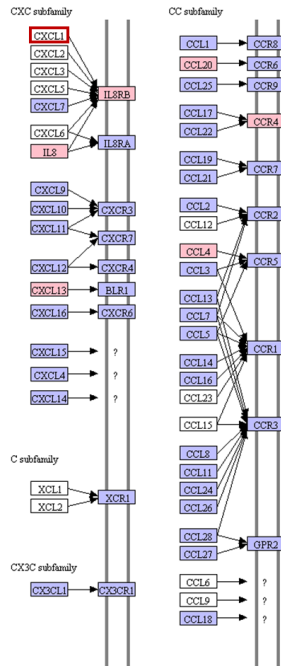 CXC subfamily
CXCL1
CXCL2
CXCL3
CXCL5
CXCL7
IL8RB
CXCL6
IL8
IL8RA
CXCL9
CXCL10
CXCL11
CXCR3
CXCR7
CXCL12
CXCR4
CXCL13
BLR1
CXCL16
CXCR6
CXCL15
?
CXCL4
?
CXCL14
?
C subfamily
XCL1
XCL2
XCR1
CX3C subfamily
CX3CL1
CX3CR1
CC subfamily
CCL1
CCR8
CCL20
CCR6
CCL25
CCR9
CCL17
CCL22
CCR4
CCL19
CCL21
CCR7
CCL2
CCL12
CCR2
CCL4
CCL3
CCR5
CCL13
CCL7
CCL5
CCL14
CCL16
CCL23
CCR1
CCL15
CCR3
CCL8
CCL11
CCL24
CCL26
CCL28
CCL27
GPR2
CCL6
?
CCL9
?
CCL18
?